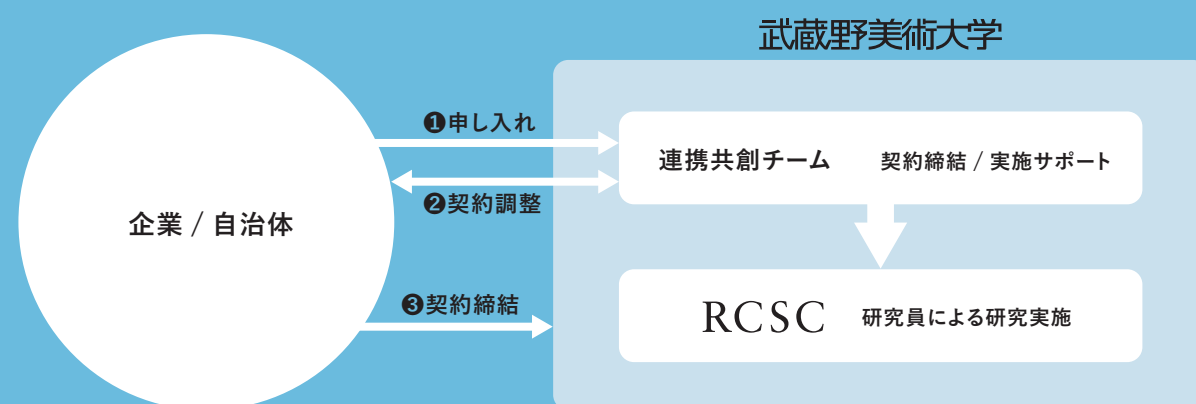 武蔵野美術大学
企業 / 自治体
❶申し入れ
❷契約調整
❸契約締結
連携共創チーム 契約締結 / 実施サポート
RCSC 研究員による研究実施